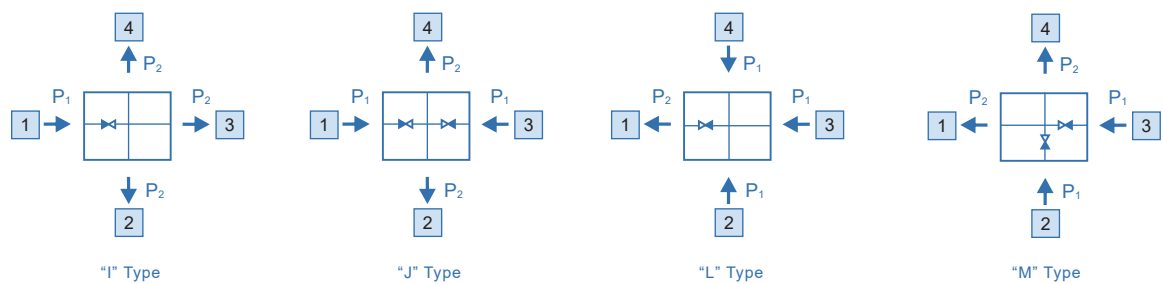 4 4 4 4
P₂ P₂ P₁ P₂
P₁ P₂ P₁ P₁ P₂ P₁ P₂ P₁
1 3 1 3 1 3 1 3
P₂ P₂ P₁ P₁
2 2 2 2
“I” Type “J” Type “L” Type “M” Type